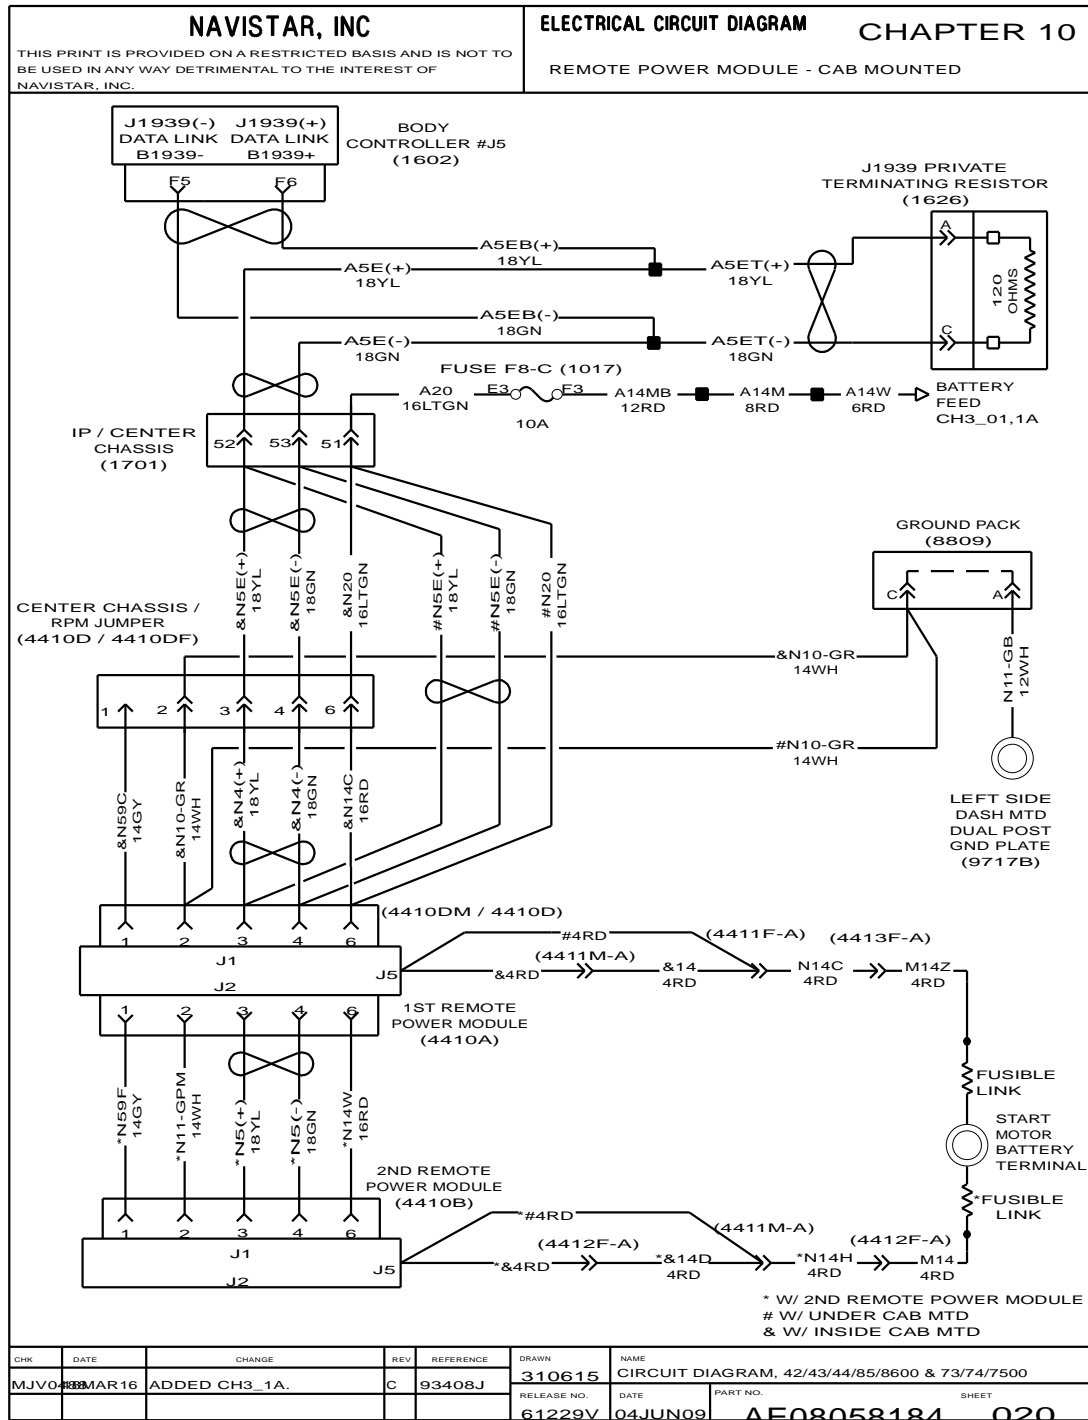 NAVISTAR, INC
THIS PRINT IS PROVIDED ON A RESTRICTED BASIS AND IS NOT TO
BE USED IN ANY WAY DETRIMENTAL TO THE INTEREST OF
NAVISTAR, INC.
ELECTRICAL CIRCUIT DIAGRAM
CHAPTER 10
REMOTE POWER MODULE - CAB MOUNTED
J1939(-) J1939(+)
DATA LINK DATA LINK
B1939- B1939+
F5 F6
BODY
CONTROLLER #J5
(1602)
J1939 PRIVATE
TERMINATING RESISTOR
(1626)
A
C
120
OHMS
A5EB(+)
18YL
A5E(+)
18YL
A5ET(+)
18YL
A5EB(-)
18GN
A5E(-)
18GN
A5ET(-)
18GN
FUSE F8-C (1017)
A20
16LTGN
E3 F3
10A
A14MB
12RD
A14M
8RD
A14W
6RD
BATTERY
FEED
CH3_01,1A
IP / CENTER
CHASSIS
(1701)
52 53 51
&N5E(+)
18YL
&N5E(-)
18GN
&N20
16LTGN
#N5E(+)
18YL
#N5E(-)
18GN
#N20
16LTGN
GROUND PACK
(8809)
C A
N11-GB
12WH
LEFT SIDE
DASH MTD
DUAL POST
GND PLATE
(9717B)
CENTER CHASSIS /
RPM JUMPER
(4410D / 4410DF)
&N10-GR
14WH
#N10-GR
14WH
1 2 3 4 6
&N59C
14GY
&N10-GR
14WH
&N4(+)
18YL
&N4(-)
18GN
&N14C
16RD
(4410DM / 4410D)
1 2 3 4 6
J1
J5
J2
1 2 3 4 6
1ST REMOTE
POWER MODULE
(4410A)
#4RD
(4411F-A)
(4413F-A)
(4411M-A)
&4RD
&14
4RD
N14C
4RD
M14Z
4RD
FUSIBLE
LINK
START
MOTOR
BATTERY
TERMINAL
*FUSIBLE
LINK
*N59F
14GY
*N11-GPM
14WH
*N5(+)
18YL
*N5(-)
18GN
*N14W
16RD
2ND REMOTE
POWER MODULE
(4410B)
1 2 3 4 6
J1
J5
J2
*#4RD
(4411M-A)
(4412F-A)
(4412F-A)
*&4RD
*&14D
4RD
*N14H
4RD
M14
4RD
* W/ 2ND REMOTE POWER MODULE
# W/ UNDER CAB MTD
& W/ INSIDE CAB MTD
CHK DATE CHANGE REV REFERENCE
ADDED CH3_1A. C 93408J
DRAWN
310615
NAME
CIRCUIT DIAGRAM, 42/43/44/85/8600 & 73/74/7500
RELEASE NO.
61229V
DATE
04JUN09
PART NO.
AE08058184
SHEET
020